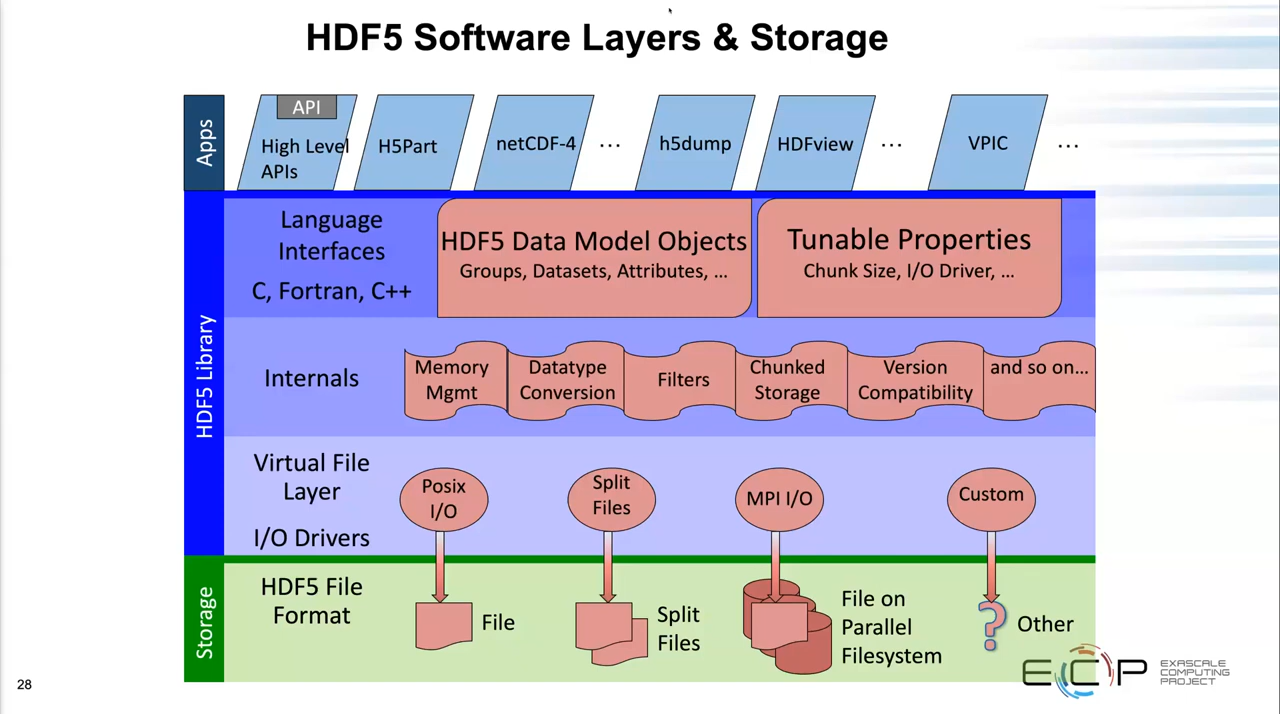 HDF5 Software Layers & Storage
Apps
API
High Level
APIs
H5Part
netCDF-4
...
h5dump
HDFview
...
VPIC
...
HDF5 Library
Language
Interfaces
C, Fortran, C++
HDF5 Data Model Objects
Groups, Datasets, Attributes, ...
Tunable Properties
Chunk Size, I/O Driver, ...
Internals
Memory
Mgmt
Datatype
Conversion
Filters
Chunked
Storage
Version
Compatibility
and so on...
Virtual File
Layer
I/O Drivers
Posix
I/O
Split
Files
MPI I/O
Custom
Storage
HDF5 File
Format
File
Split
Files
File on
Parallel
Filesystem
?
Other
ECP
EXASCALE
COMPUTING
PROJECT
28